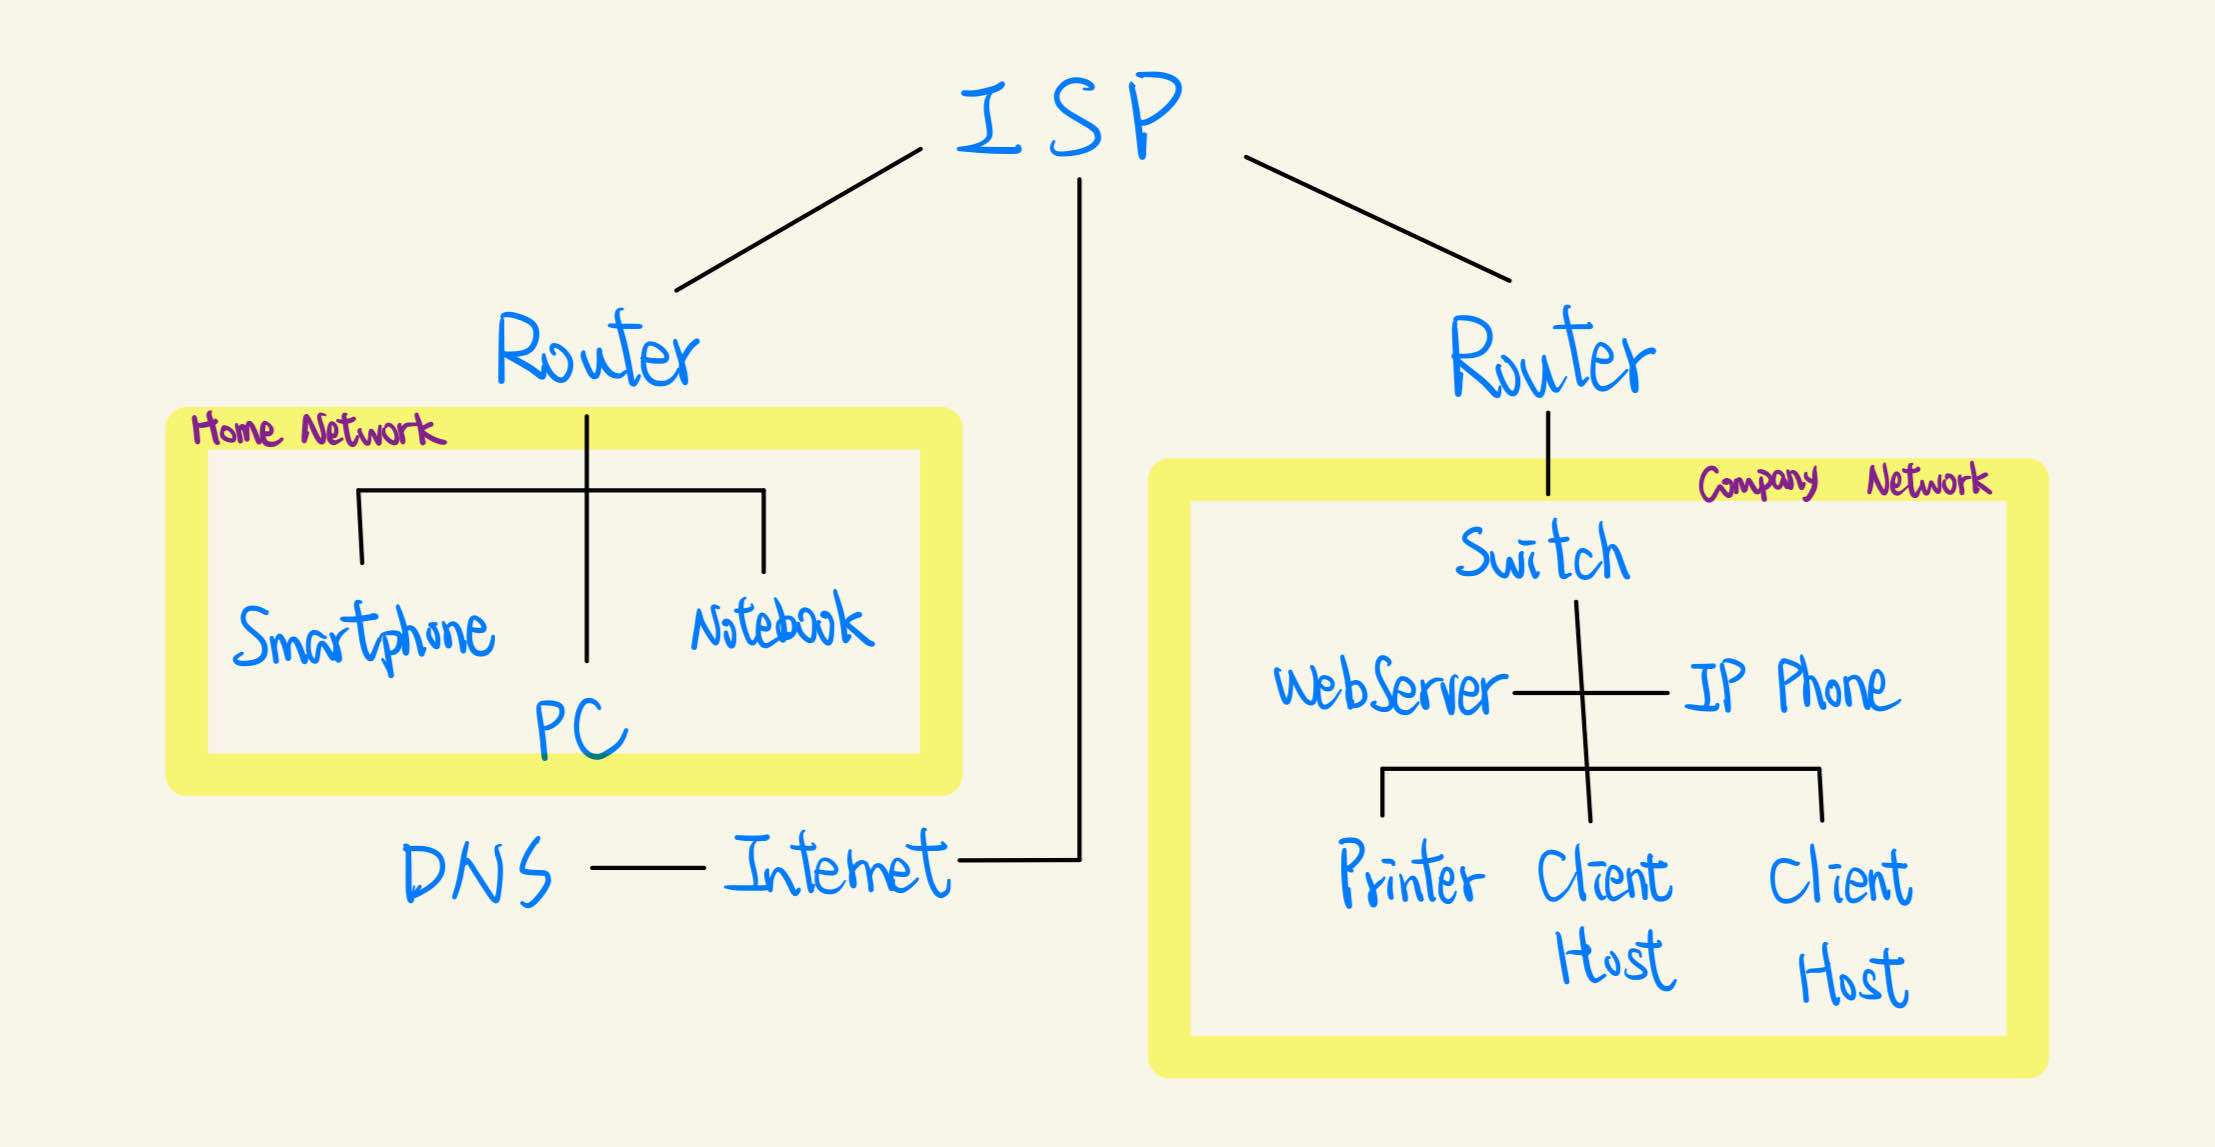 ISP
Router
Router
Home Network
Company Network
Switch
Smartphone
Notebook
PC
WebServer
IP Phone
DNS
Internet
Printer
Client
Host
Client
Host